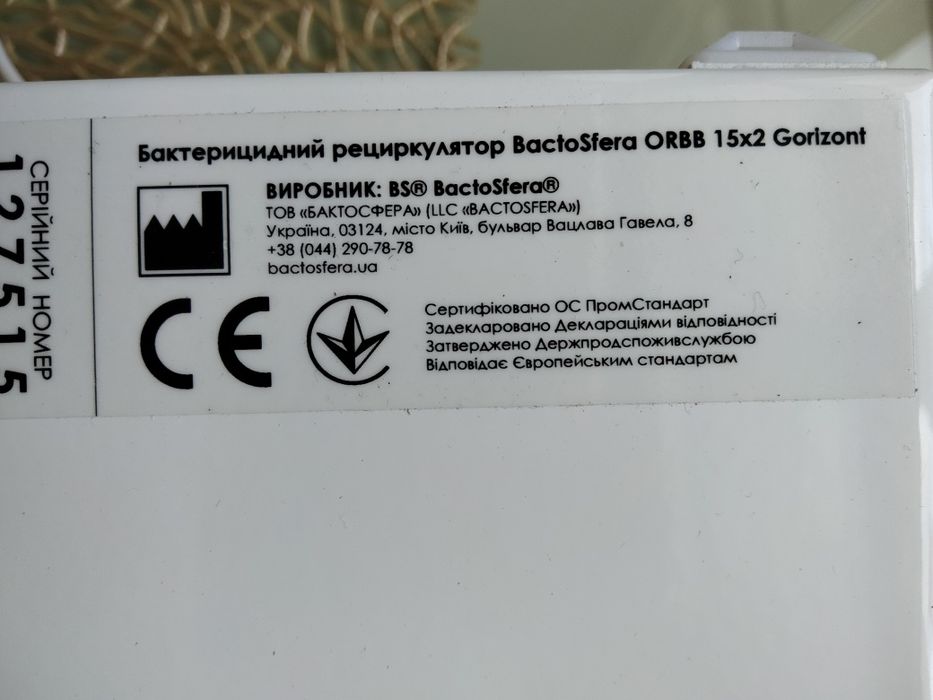 Бактерицидний рециркулятор BactoSfera ORBB 15x2 Gorizont
ВИРОБНИК: BS® BactoSfera®
ТОВ «БАКТОСФЕРА» (LLC «BACTOSFERA»)
Україна, 03124, місто Київ, бульвар Вацлава Гавела, 8
+38 (044) 290-78-78
bactosfera.ua
CE
Сертифіковано ОС ПромСтандарт
Задекларовано Деклараціями відповідності
Затверджено Держпродспоживслужбою
Відповідає Європейським стандартам
СЕРІЙНИЙ НОМЕР
127515